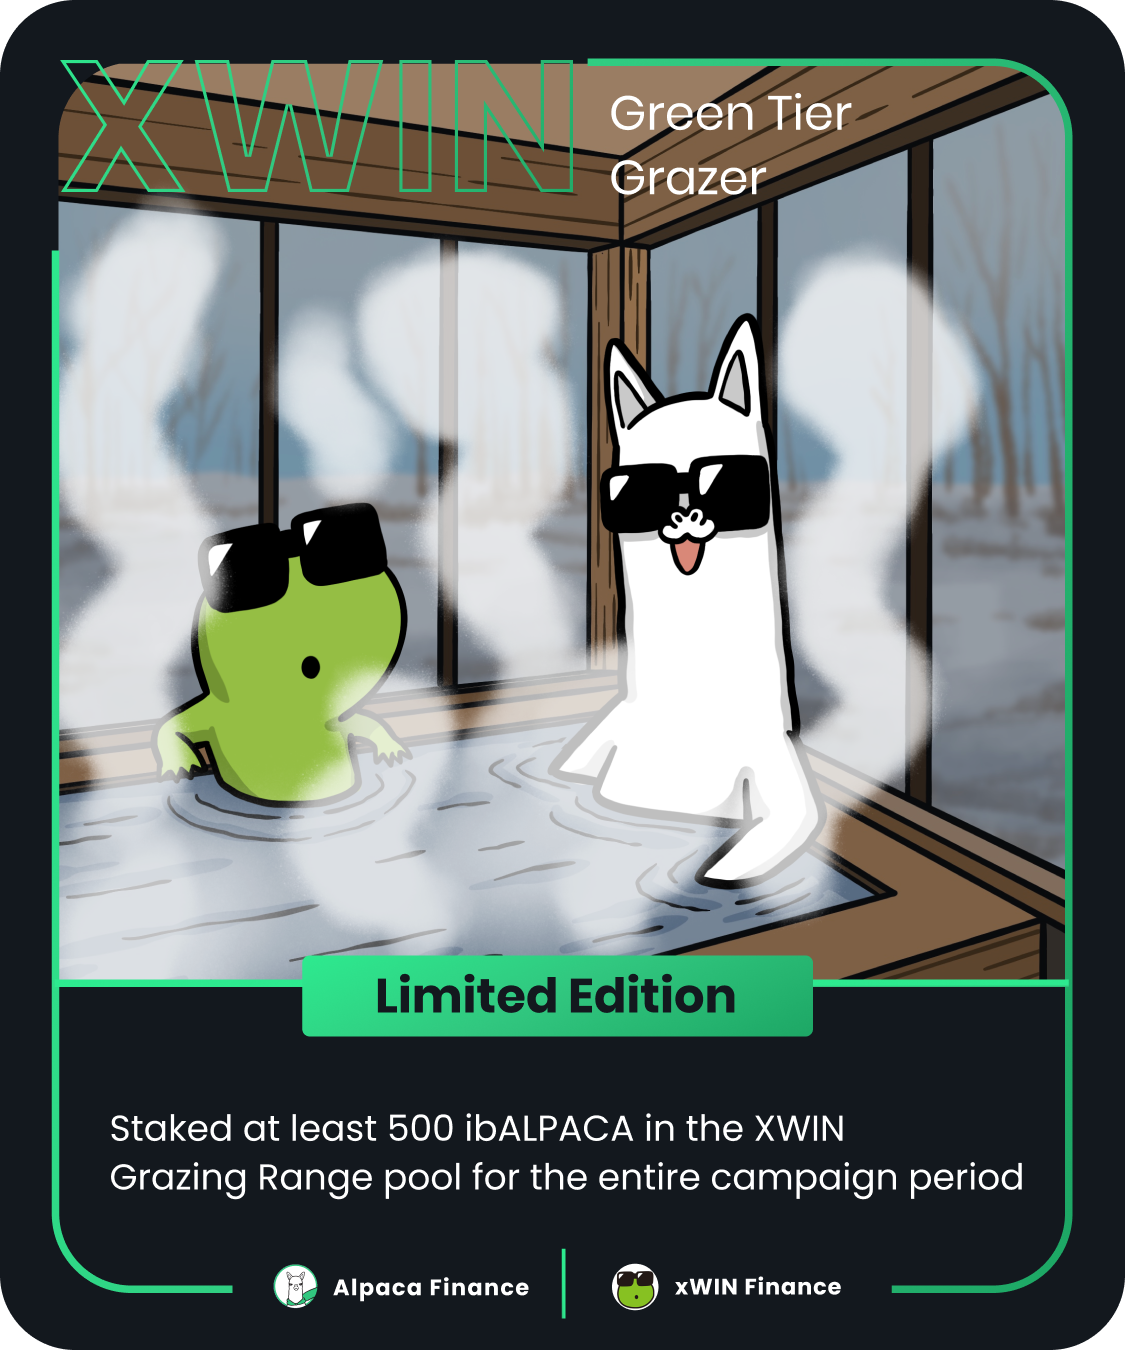 XWIN
Green Tier
Grazer
Limited Edition
Staked at least 500 ibALPACA in the XWIN
Grazing Range pool for the entire campaign period
Alpaca Finance
xWIN Finance